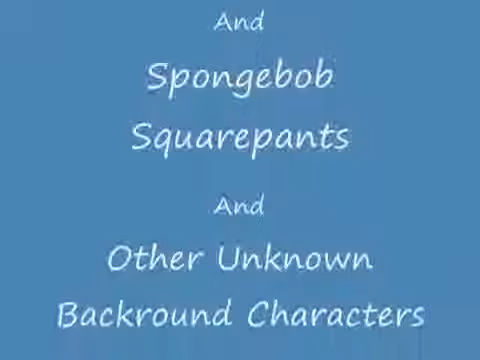 And
Spongebob
Squarepants
And
Other Unknown
Backround Characters